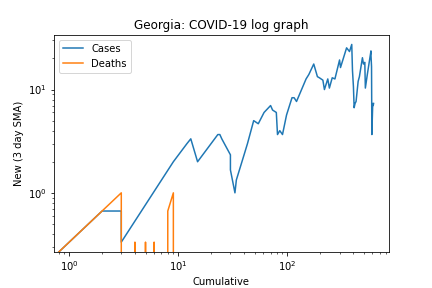 Georgia: COVID-19 log graph
Cases
Deaths
New (3 day SMA)
10¹
10⁰
10⁰ 10¹ 10²
Cumulative